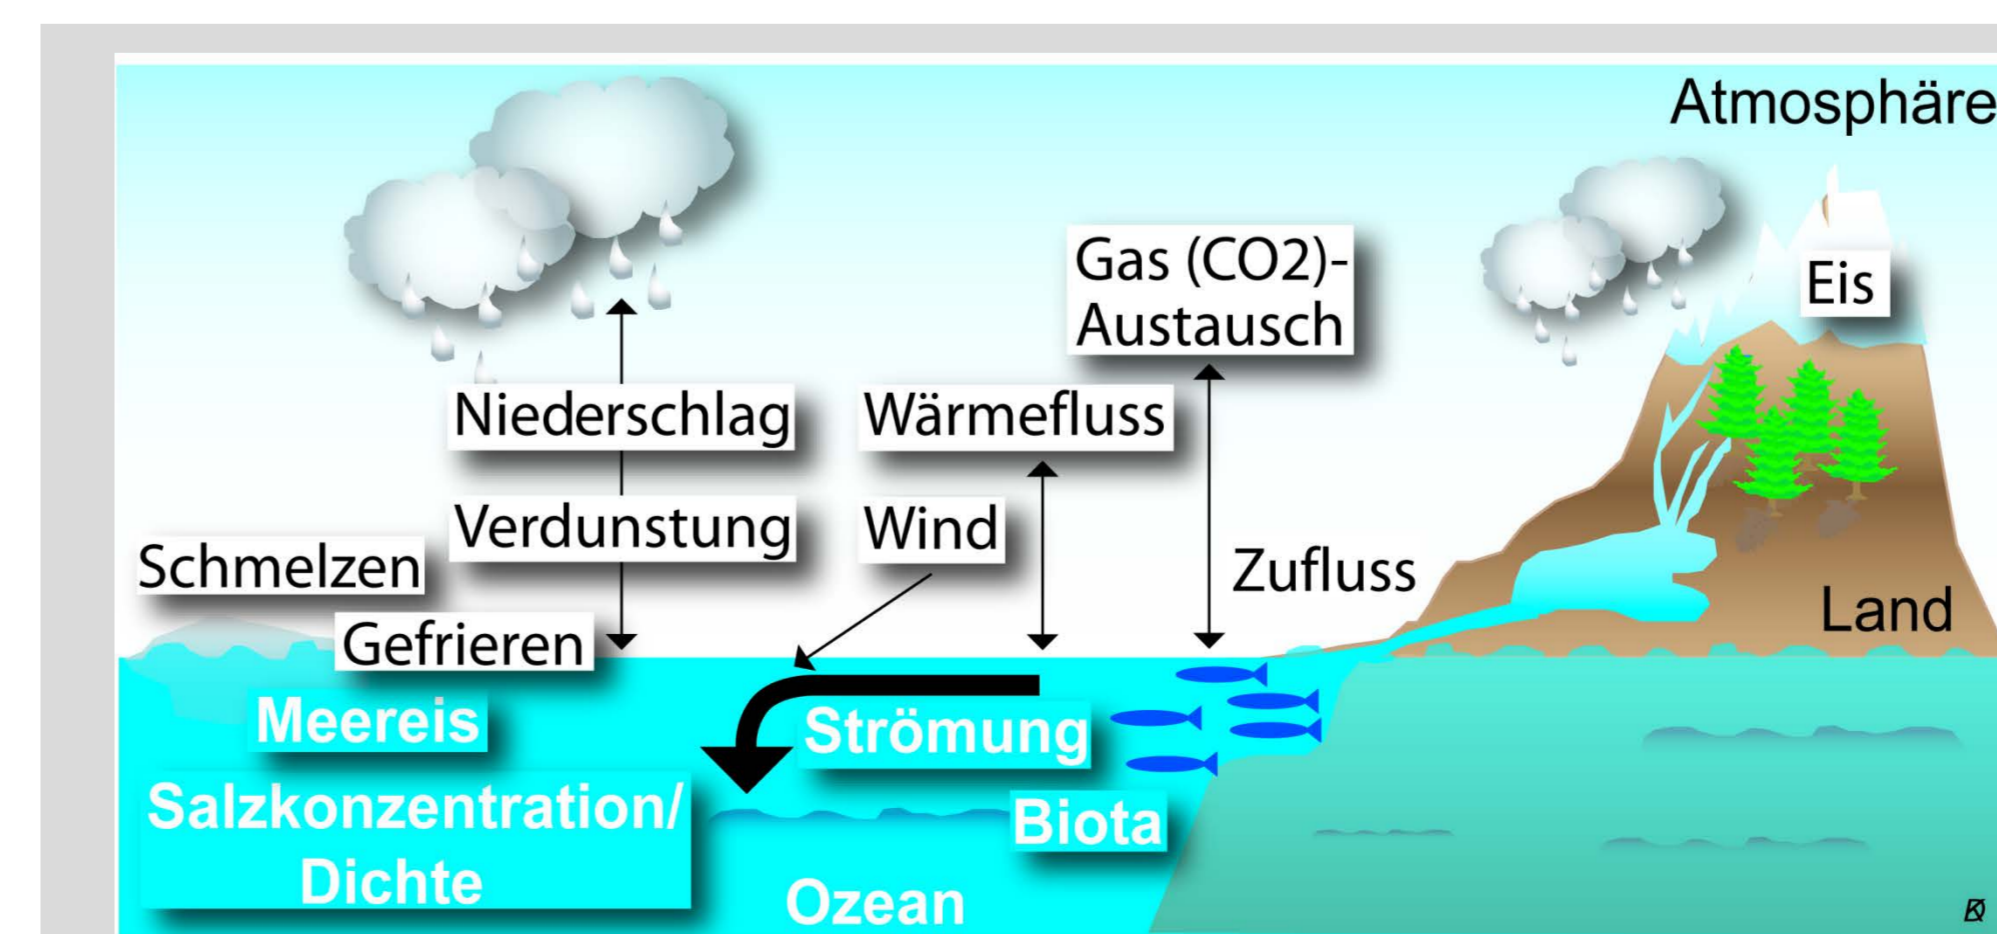 Atmosphäre
Gas (CO2)-
Austausch
Eis
Niederschlag
Wärmefluss
Verdunstung
Wind
Schmelzen
Zufluss
Land
Gefrieren
Meereis
Strömung
Salzkonzentration/
Dichte
Biota
Ozean